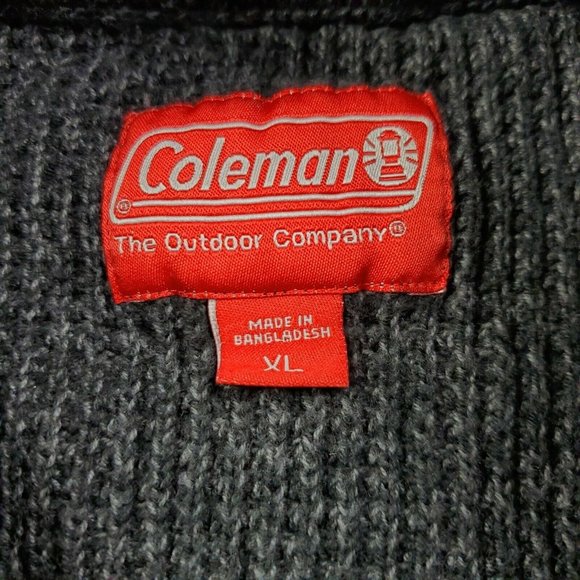 Coleman
The Outdoor Company®
MADE IN
BANGLADESH
XL